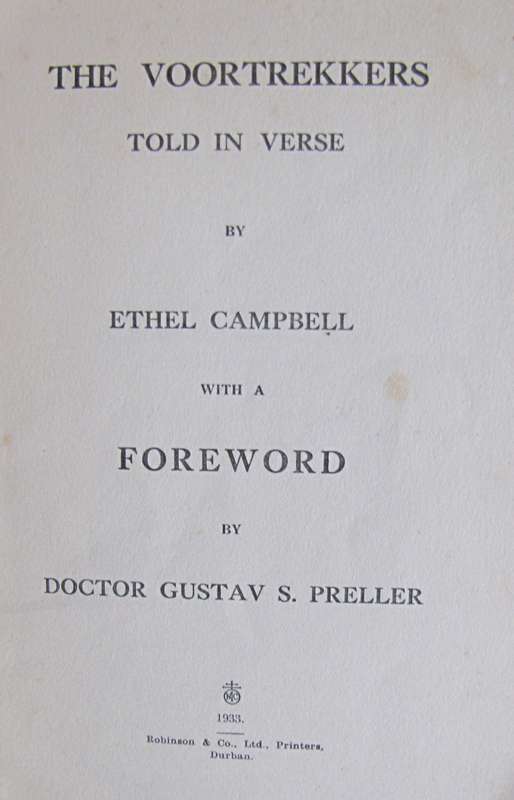 THE VOORTREKKERS
TOLD IN VERSE
BY
ETHEL CAMPBELL
WITH A
FOREWORD
BY
DOCTOR GUSTAV S. PRELLER
1933.
Robinson & Co., Ltd., Printers,
Durban.